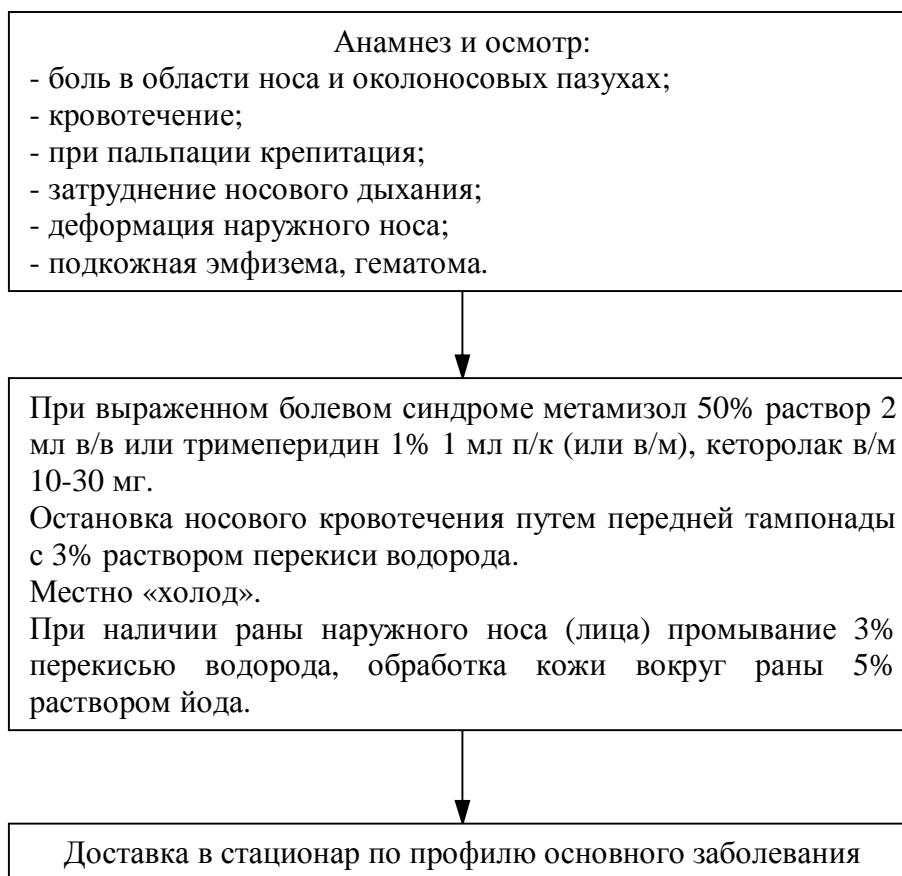 Анамнез и осмотр:
- боль в области носа и околоносовых пазухах;
- кровотечение;
- при пальпации крепитация;
- затруднение носового дыхания;
- деформация наружного носа;
- подкожная эмфизема, гематома.
При выраженном болевом синдроме метамизол 50% раствор 2
мл в/в или тримеперидин 1% 1 мл п/к (или в/м), кеторолак в/м
10-30 мг.
Остановка носового кровотечения путем передней тампонады
с 3% раствором перекиси водорода.
Местно «холод».
При наличии раны наружного носа (лица) промывание 3%
перекисью водорода, обработка кожи вокруг раны 5%
раствором йода.
Доставка в стационар по профилю основного заболевания